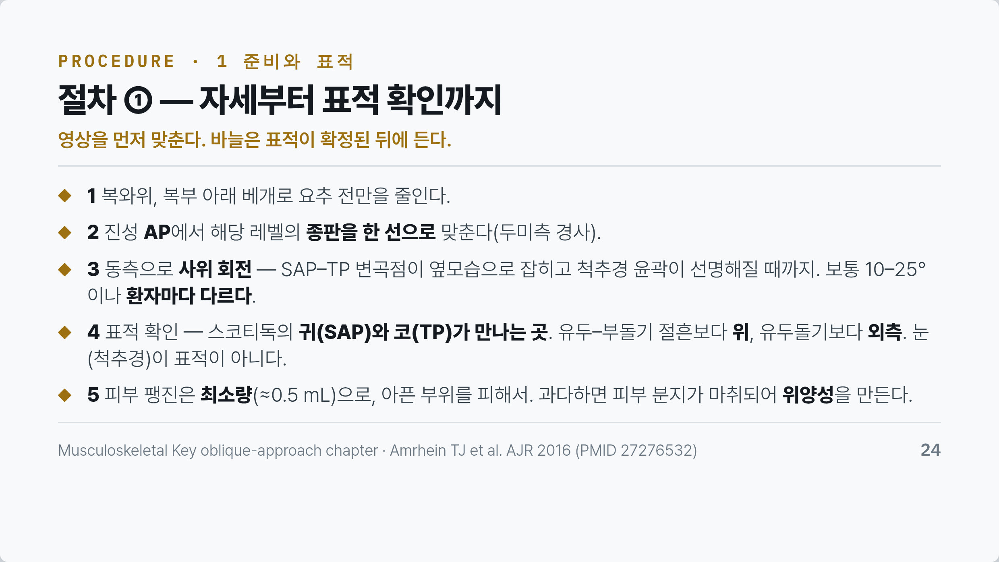 PROCEDURE · 1 준비와 표적
절차 ① — 자세부터 표적 확인까지
영상을 먼저 맞춘다. 바늘은 표적이 확정된 뒤에 든다.
◆ 1 복와위, 복부 아래 베개로 요추 전만을 줄인다.
◆ 2 진성 AP에서 해당 레벨의 종판을 한 선으로 맞춘다(두미측 경사).
◆ 3 동측으로 사위 회전 — SAP–TP 변곡점이 옆모습으로 잡히고 척추경 윤곽이 선명해질 때까지. 보통 10–25°
이나 환자마다 다르다.
◆ 4 표적 확인 — 스코티독의 귀(SAP)와 코(TP)가 만나는 곳. 유두–부돌기 절흔보다 위, 유두돌기보다 외측. 눈
(척추경)이 표적이 아니다.
◆ 5 피부 팽진은 최소량(≈0.5 mL)으로, 아픈 부위를 피해서. 과다하면 피부 분지가 마취되어 위양성을 만든다.
Musculoskeletal Key oblique-approach chapter · Amrhein TJ et al. AJR 2016 (PMID 27276532)
24